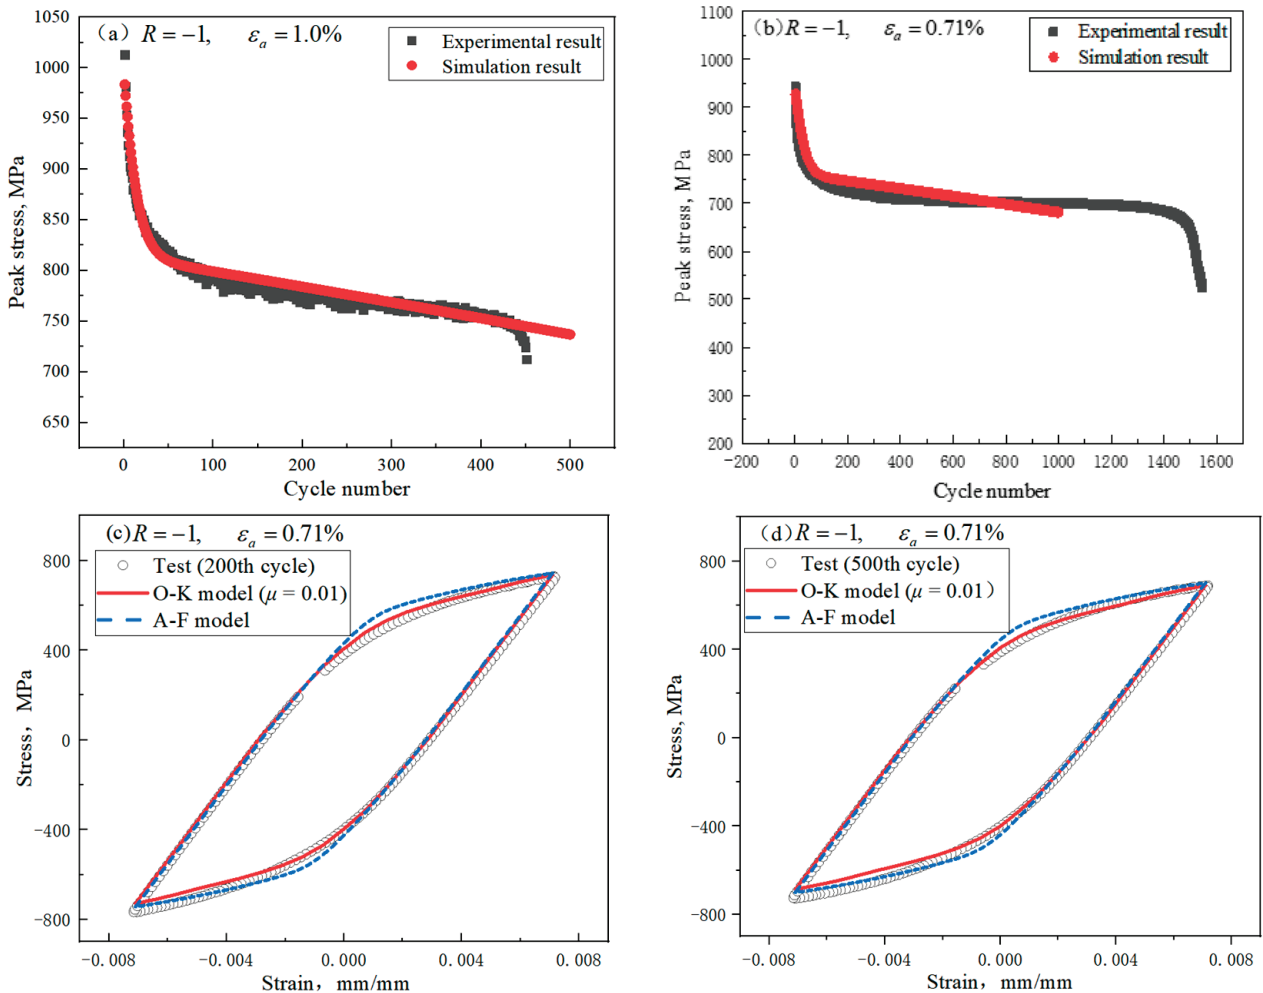 (a) R = −1, εa = 1.0%
Experimental result
Simulation result
1050
1000
950
900
850
800
750
700
650
Peak stress, MPa
0 100 200 300 400 500
Cycle number
(b) R = −1, εa = 0.71%
Experimental result
Simulation result
1100
1000
900
800
700
600
500
400
300
200
Peak stress, MPa
−200 0 200 400 600 800 1000 1200 1400 1600
Cycle number
(c) R = −1, εa = 0.71%
Test (200th cycle)
O-K model (μ = 0.01)
A-F model
800
400
0
−400
−800
Stress, MPa
−0.008 −0.004 0.000 0.004 0.008
Strain, mm/mm
(d) R = −1, εa = 0.71%
Test (500th cycle)
O-K model (μ = 0.01)
A-F model
800
400
0
−400
−800
Stress, MPa
−0.008 −0.004 0.000 0.004 0.008
Strain, mm/mm